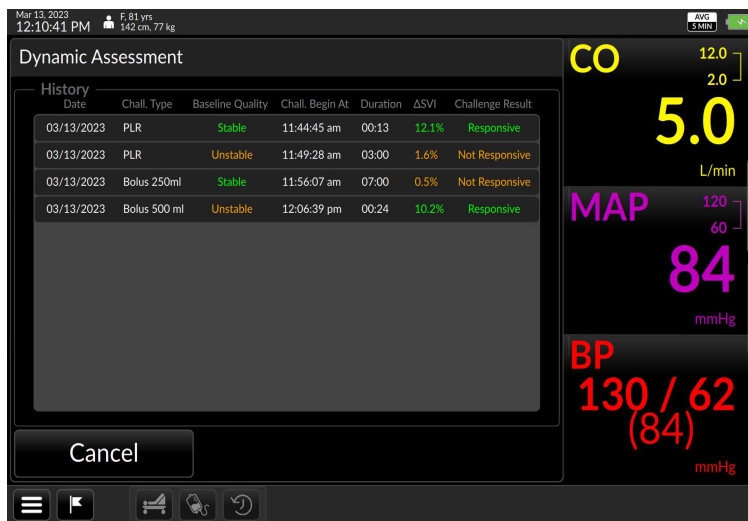 Mar 13, 2023
12:10:41 PM
F, 81 yrs
142 cm, 77 kg
AVG
5 MIN
Dynamic Assessment
History
Date Chall. Type Baseline Quality Chall. Begin At Duration ΔSVI Challenge Result
03/13/2023 PLR Stable 11:44:45 am 00:13 12.1% Responsive
03/13/2023 PLR Unstable 11:49:28 am 03:00 1.6% Not Responsive
03/13/2023 Bolus 250ml Stable 11:56:07 am 07:00 0.5% Not Responsive
03/13/2023 Bolus 500 ml Unstable 12:06:39 pm 00:24 10.2% Responsive
Cancel
CO
12.0
2.0
5.0
L/min
MAP
120
60
84
mmHg
BP
130 / 62
(84)
mmHg